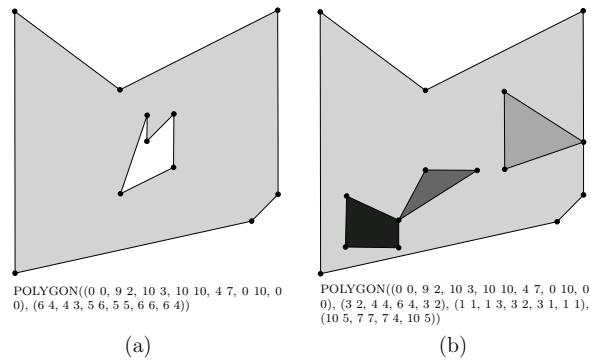 POLYGON((0 0, 9 2, 10 3, 10 10, 4 7, 0 10, 0
0), (6 4, 4 3, 5 6, 5 5, 6 6, 6 4))
(a)
POLYGON((0 0, 9 2, 10 3, 10 10, 4 7, 0 10, 0
0), (3 2, 4 4, 6 4, 3 2), (1 1, 1 3, 3 2, 3 1, 1 1),
(10 5, 7 7, 7 4, 10 5))
(b)